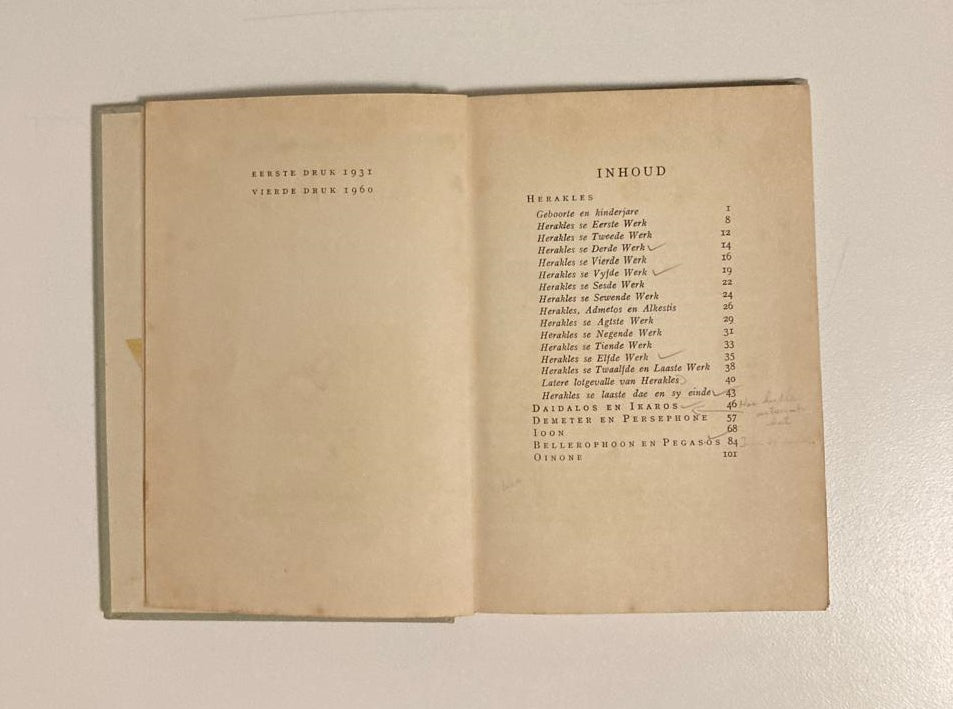 EERSTE DRUK 1931
VIERDE DRUK 1960
INHOUD
HERAKLES
Geboorte en kinderjare 1
Herakles se Eerste Werk 8
Herakles se Tweede Werk 12
Herakles se Derde Werk 14
Herakles se Vierde Werk 16
Herakles se Vyfde Werk 19
Herakles se Sesde Werk 22
Herakles se Sewende Werk 24
Herakles, Admetos en Alkestis 26
Herakles se Agtste Werk 29
Herakles se Negende Werk 31
Herakles se Tiende Werk 33
Herakles se Elfde Werk 35
Herakles se Twaalfde en Laaste Werk 38
Latere lotgevalle van Herakles 40
Herakles se laaste dae en sy einde 43
DAIDALOS EN IKAROS 46
DEMETER EN PERSEPHONE 57
IOON 68
BELLEROPHOON EN PEGASOS 84
OINONE 101